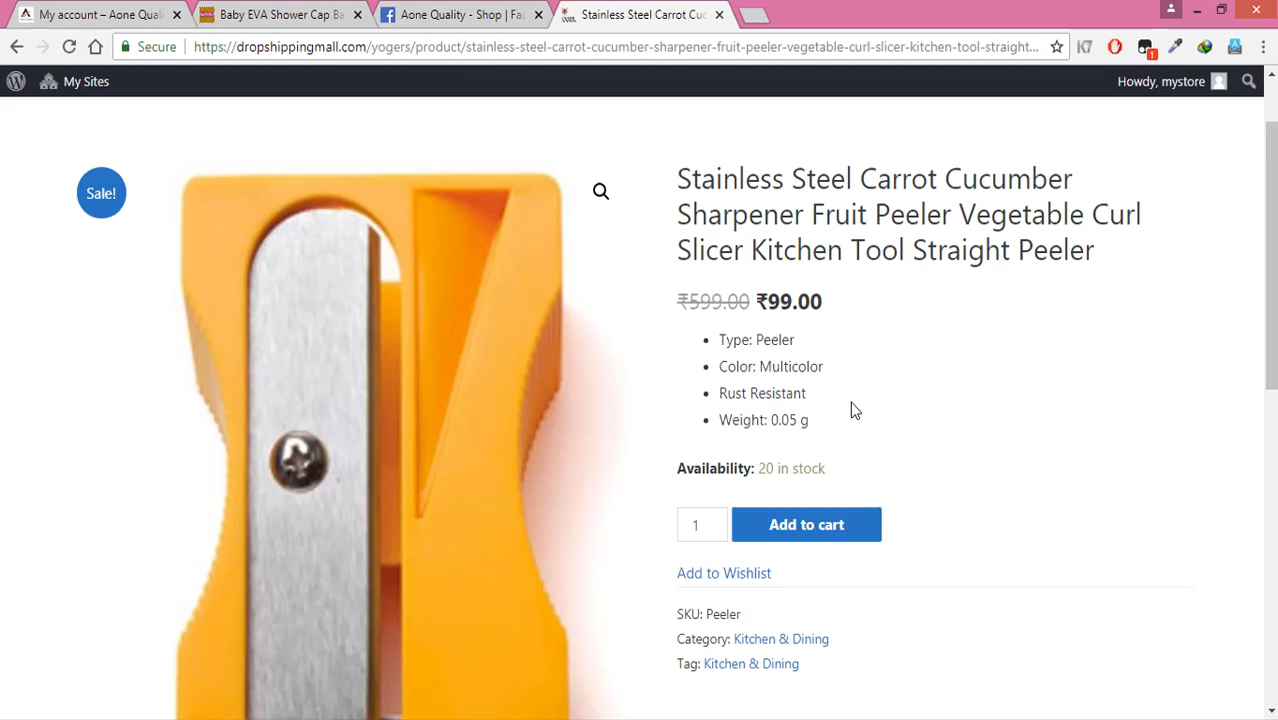 My account – Aone Quali
Baby EVA Shower Cap Ba
Aone Quality - Shop | Fac
Stainless Steel Carrot Cuc
Secure
https://dropshippingmall.com/yogers/product/stainless-steel-carrot-cucumber-sharpener-fruit-peeler-vegetable-curl-slicer-kitchen-tool-straight...
K7
1
My Sites
Howdy, mystore
Sale!
Stainless Steel Carrot Cucumber
Sharpener Fruit Peeler Vegetable Curl
Slicer Kitchen Tool Straight Peeler
₹599.00 ₹99.00
Type: Peeler
Color: Multicolor
Rust Resistant
Weight: 0.05 g
Availability: 20 in stock
1
Add to cart
Add to Wishlist
SKU: Peeler
Category: Kitchen & Dining
Tag: Kitchen & Dining